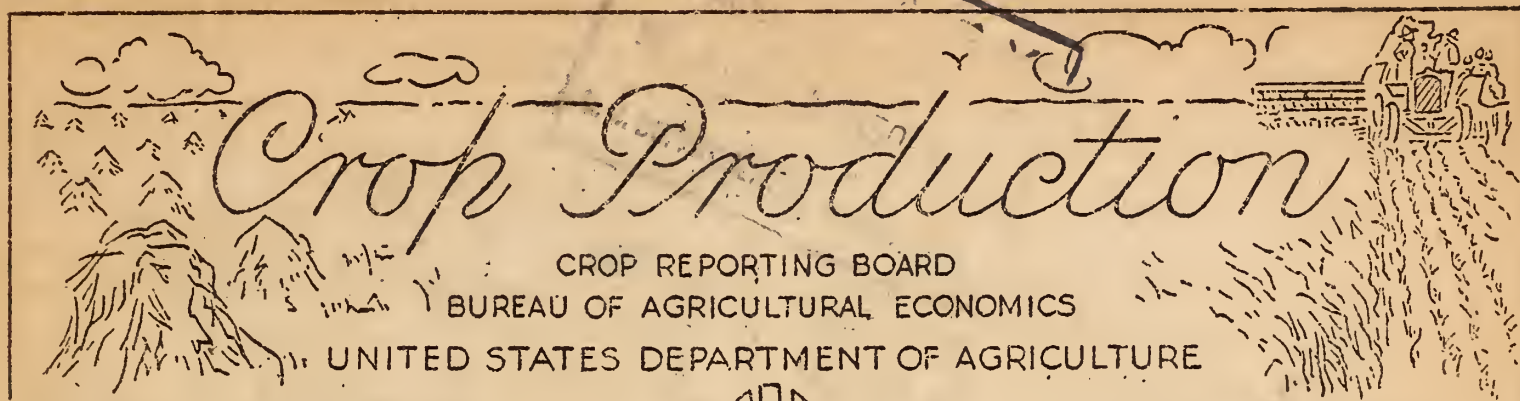 Crop Production
CROP REPORTING BOARD
BUREAU OF AGRICULTURAL ECONOMICS
UNITED STATES DEPARTMENT OF AGRICULTURE